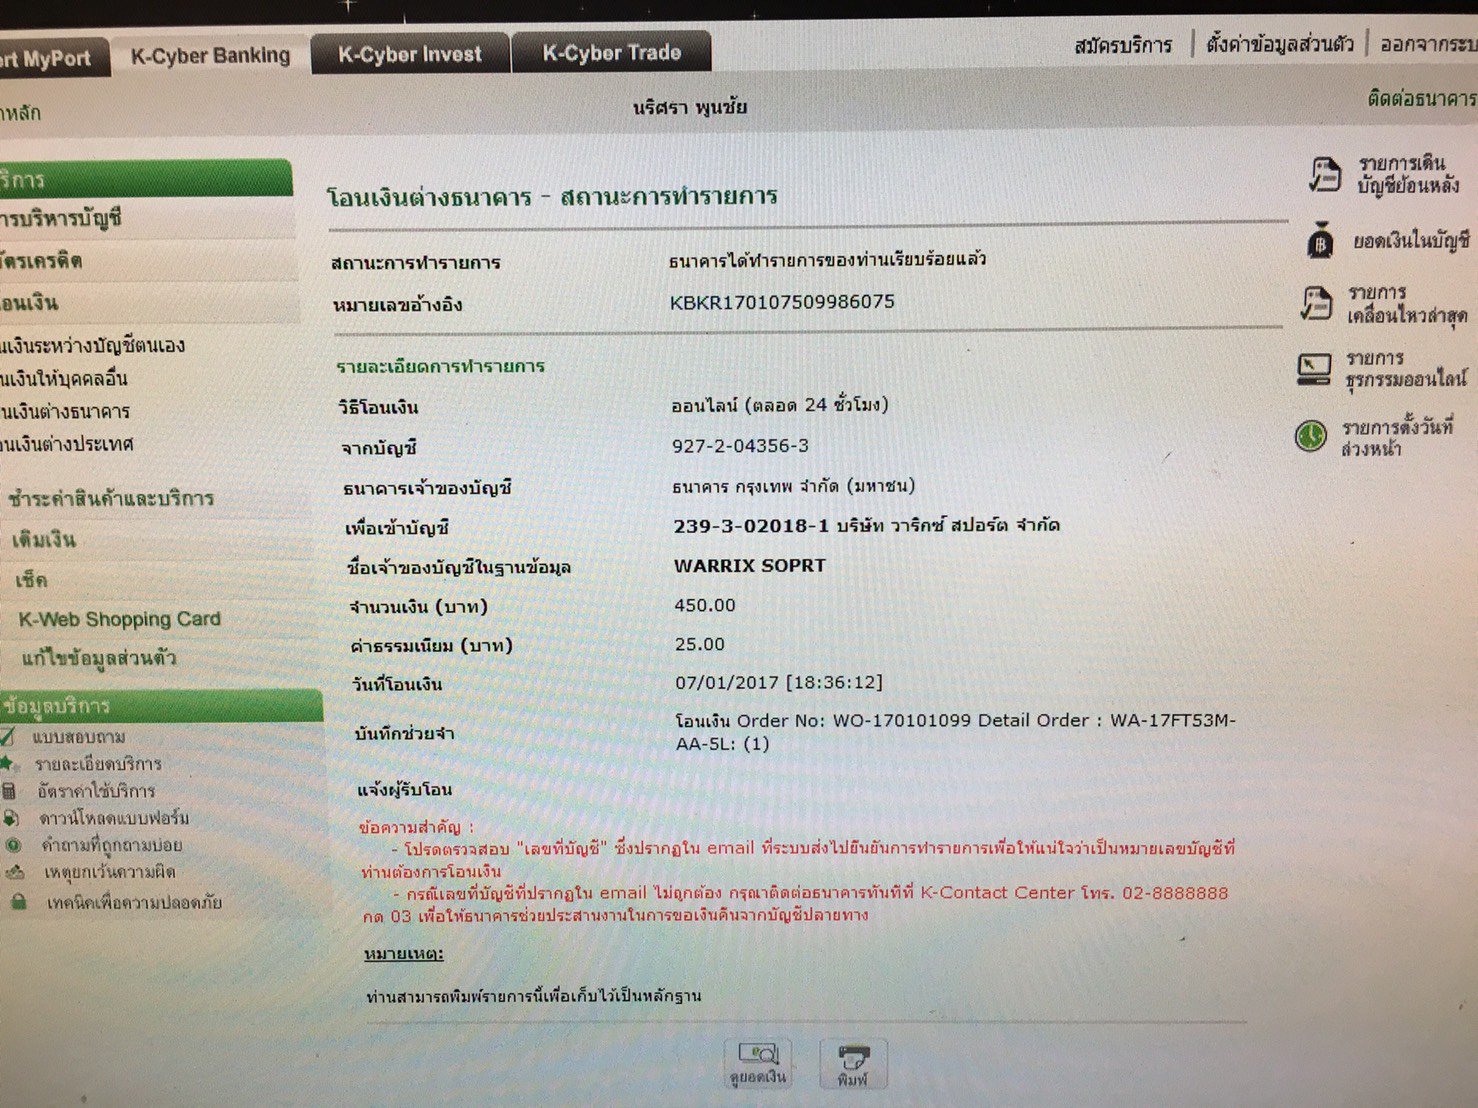 MyPort
K-Cyber Banking
K-Cyber Invest
K-Cyber Trade
สมัครบริการ | ตั้งค่าข้อมูลส่วนตัว | ออกจากระบ
หลัก
นริศรา พูนชัย
ติดต่อธนาคาร
ริการ
ารบริหารบัญชี
ัตรเครดิต
อนเงิน
นเงินระหว่างบัญชีตนเอง
นเงินให้บุคคลอื่น
นเงินต่างธนาคาร
อนเงินต่างประเทศ
ชำระค่าสินค้าและบริการ
เติมเงิน
เช็ค
K-Web Shopping Card
แก้ไขข้อมูลส่วนตัว
ข้อมูลบริการ
แบบสอบถาม
รายละเอียดบริการ
อัตราค่าใช้บริการ
ดาวน์โหลดแบบฟอร์ม
คำถามที่ถูกถามบ่อย
เหตุยกเว้นความผิด
เทคนิคเพื่อความปลอดภัย
โอนเงินต่างธนาคาร - สถานะการทำรายการ
สถานะการทำรายการ ธนาคารได้ทำรายการของท่านเรียบร้อยแล้ว
หมายเลขอ้างอิง KBKR170107509986075
รายละเอียดการทำรายการ
วิธีโอนเงิน ออนไลน์ (ตลอด 24 ชั่วโมง)
จากบัญชี 927-2-04356-3
ธนาคารเจ้าของบัญชี ธนาคาร กรุงเทพ จำกัด (มหาชน)
เพื่อเข้าบัญชี 239-3-02018-1 บริษัท วาริกซ์ สปอร์ต จำกัด
ชื่อเจ้าของบัญชีในฐานข้อมูล WARRIX SOPRT
จำนวนเงิน (บาท) 450.00
ค่าธรรมเนียม (บาท) 25.00
วันที่โอนเงิน 07/01/2017 [18:36:12]
บันทึกช่วยจำ โอนเงิน Order No: WO-170101099 Detail Order : WA-17FT53M-
AA-5L: (1)
แจ้งผู้รับโอน
ข้อความสำคัญ :
- โปรดตรวจสอบ "เลขที่บัญชี" ซึ่งปรากฏใน email ที่ระบบส่งไปยืนยันการทำรายการเพื่อให้แน่ใจว่าเป็นหมายเลขบัญชีที่
ท่านต้องการโอนเงิน
- กรณีเลขที่บัญชีที่ปรากฏใน email ไม่ถูกต้อง กรุณาติดต่อธนาคารทันทีที่ K-Contact Center โทร. 02-8888888
กด 03 เพื่อให้ธนาคารช่วยประสานงานในการขอเงินคืนจากบัญชีปลายทาง
หมายเหตุ:
ท่านสามารถพิมพ์รายการนี้เพื่อเก็บไว้เป็นหลักฐาน
ดูยอดเงิน
พิมพ์
รายการเดิน
บัญชีย้อนหลัง
ยอดเงินในบัญชี
รายการ
เคลื่อนไหวล่าสุด
รายการ
ธุรกรรมออนไลน์
รายการตั้งวันที่
ล่วงหน้า